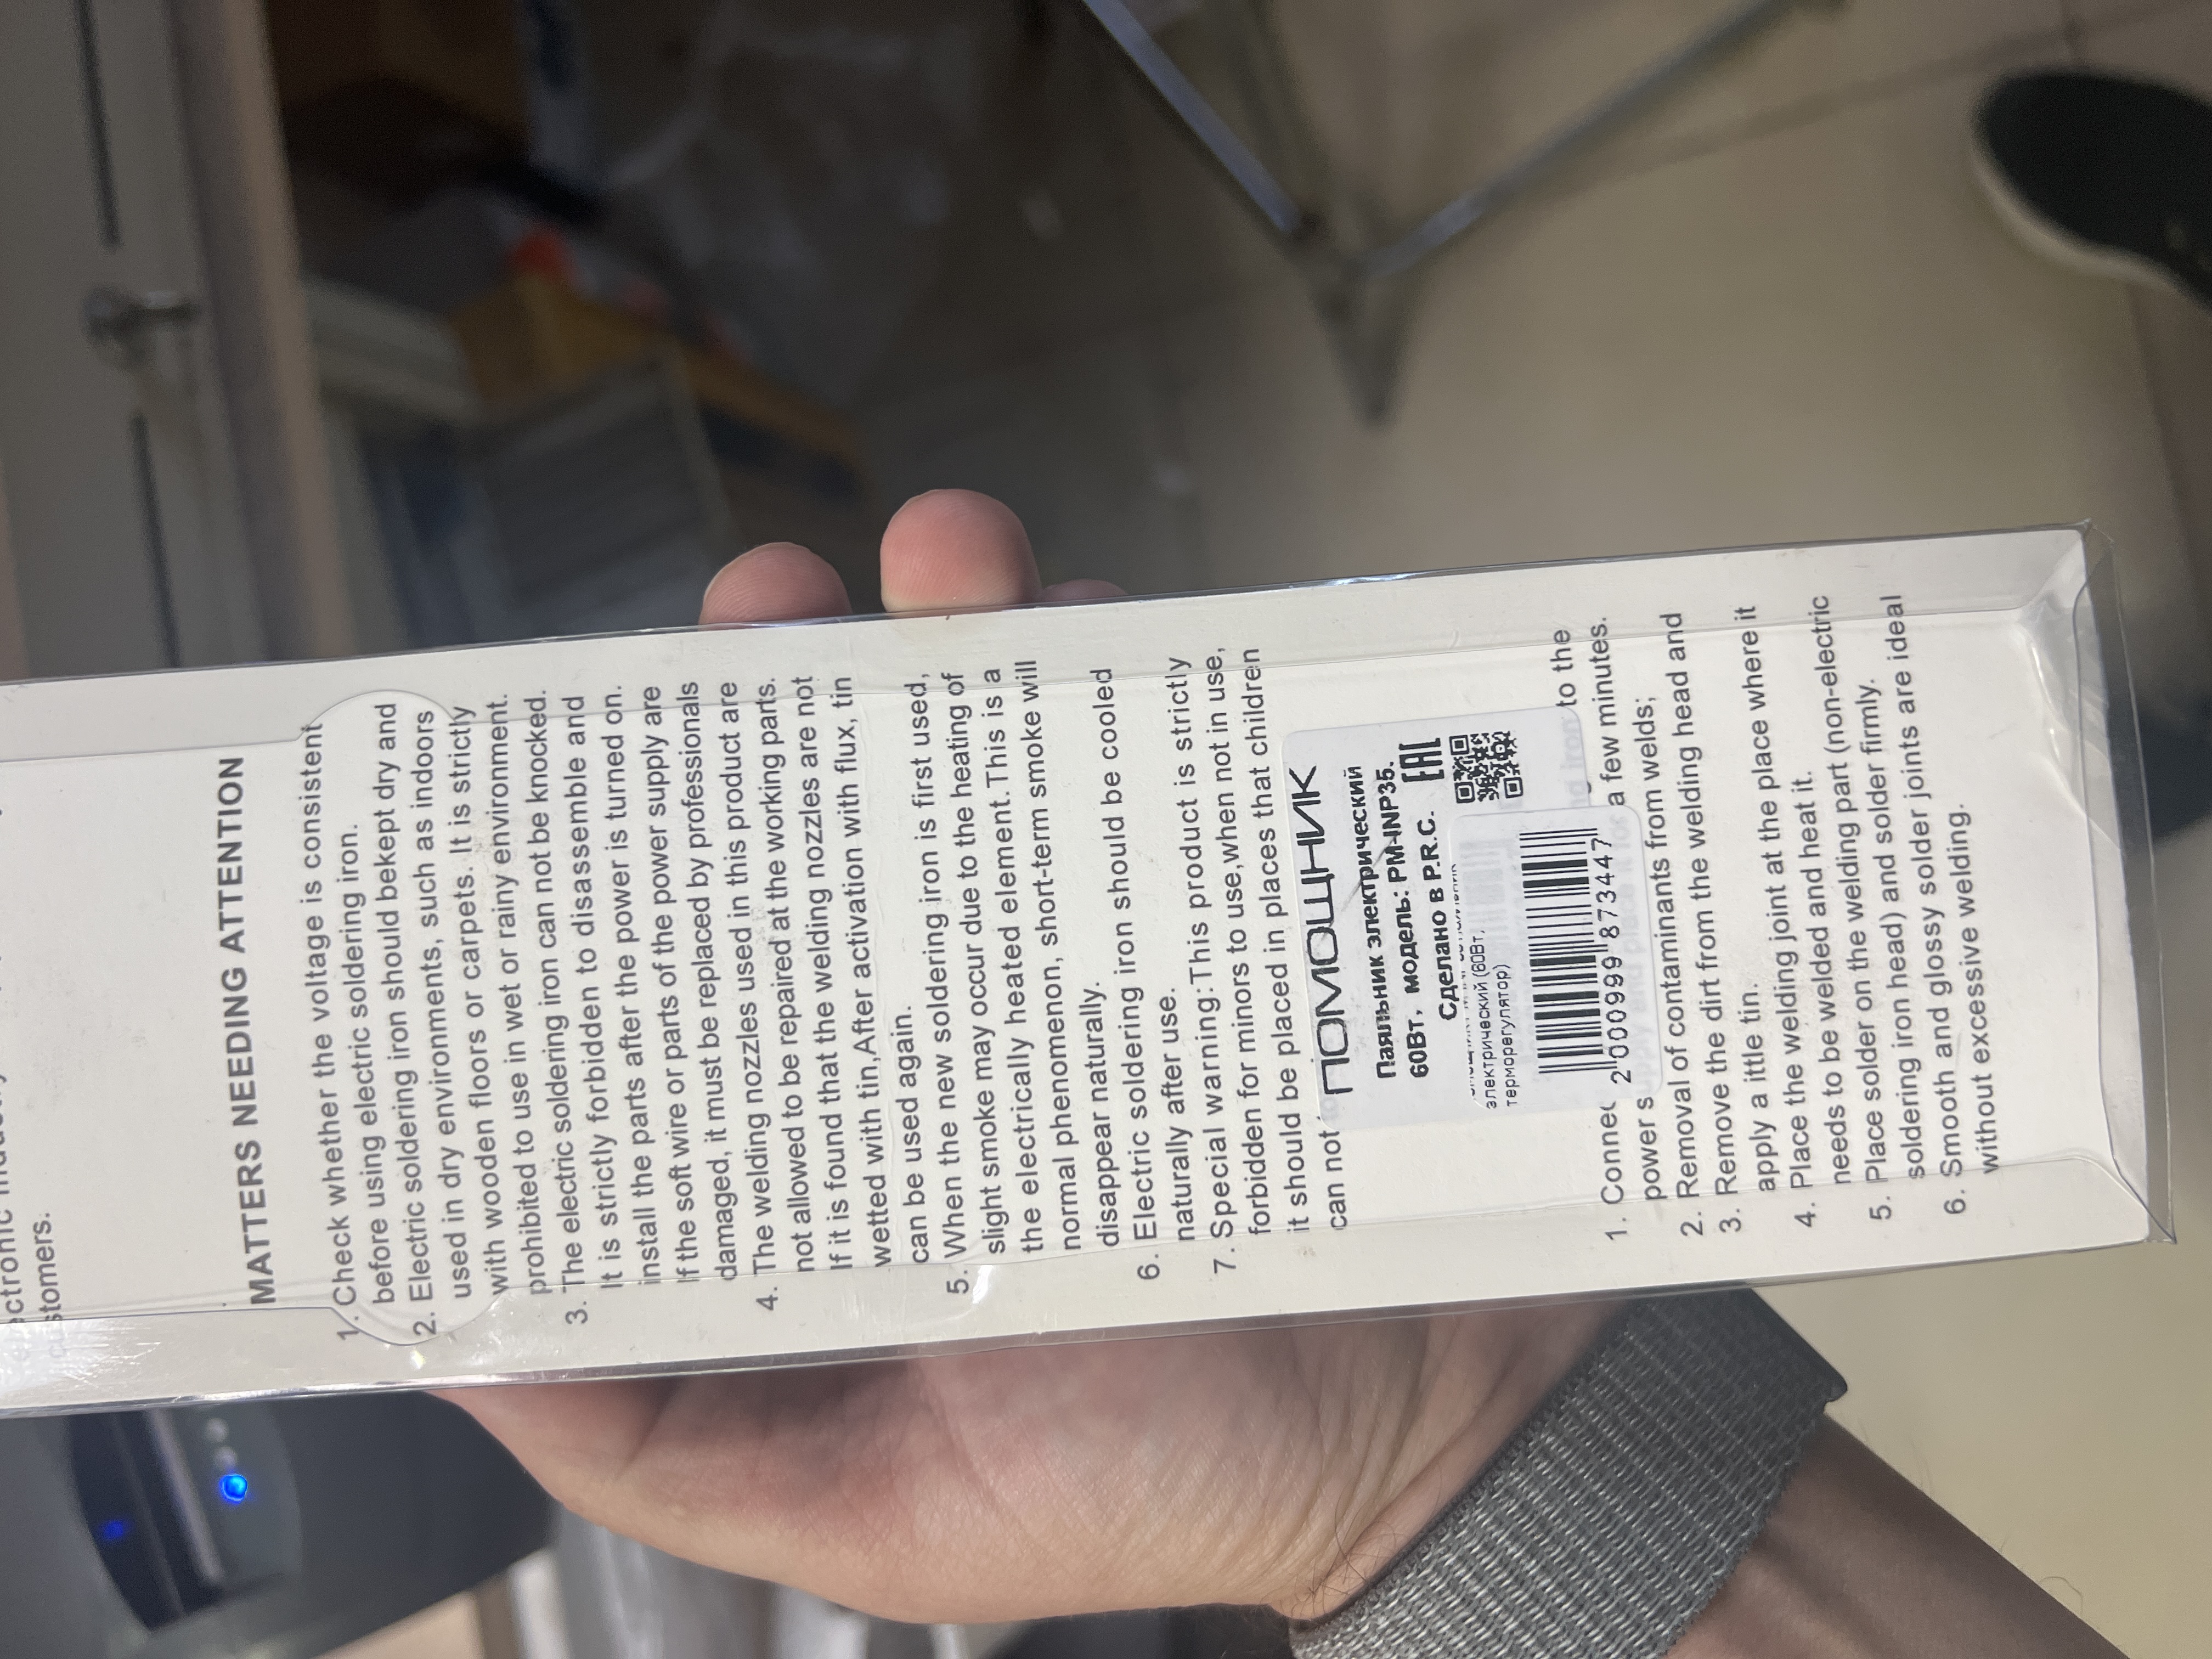 stomers.
MATTERS NEEDING ATTENTION
1. Check whether the voltage is consistent
before using electric soldering iron.
2. Electric soldering iron should bekept dry and
used in dry environments, such as indoors
with wooden floors or carpets. It is strictly
prohibited to use in wet or rainy environment.
3. The electric soldering iron can not be knocked.
It is strictly forbidden to disassemble and
install the parts after the power is turned on.
If the soft wire or parts of the power supply are
damaged, it must be replaced by professionals
4. The welding nozzles used in this product are
not allowed to be repaired at the working parts.
If it is found that the welding nozzles are not
wetted with tin,After activation with flux, tin
can be used again.
5. When the new soldering iron is first used,
slight smoke may occur due to the heating of
the electrically heated element.This is a
normal phenomenon, short-term smoke will
disappear naturally.
6. Electric soldering iron should be cooled
naturally after use.
7. Special warning:This product is strictly
forbidden for minors to use,when not in use,
it should be placed in places that children
can not
ПОМОЩНИК
Паяльник электрический
60Вт, модель: PM-INP35.
Сделано в P.R.C. EAC
электрический (60Вт,
терморегулятор)
2 000999 873447
1. Connec to the
power s a few minutes.
2. Removal of contaminants from welds;
3. Remove the dirt from the welding head and
apply a ittle tin.
4. Place the welding joint at the place where it
needs to be welded and heat it.
5. Place solder on the welding part (non-electric
soldering iron head) and solder firmly.
6. Smooth and glossy solder joints are ideal
without excessive welding.